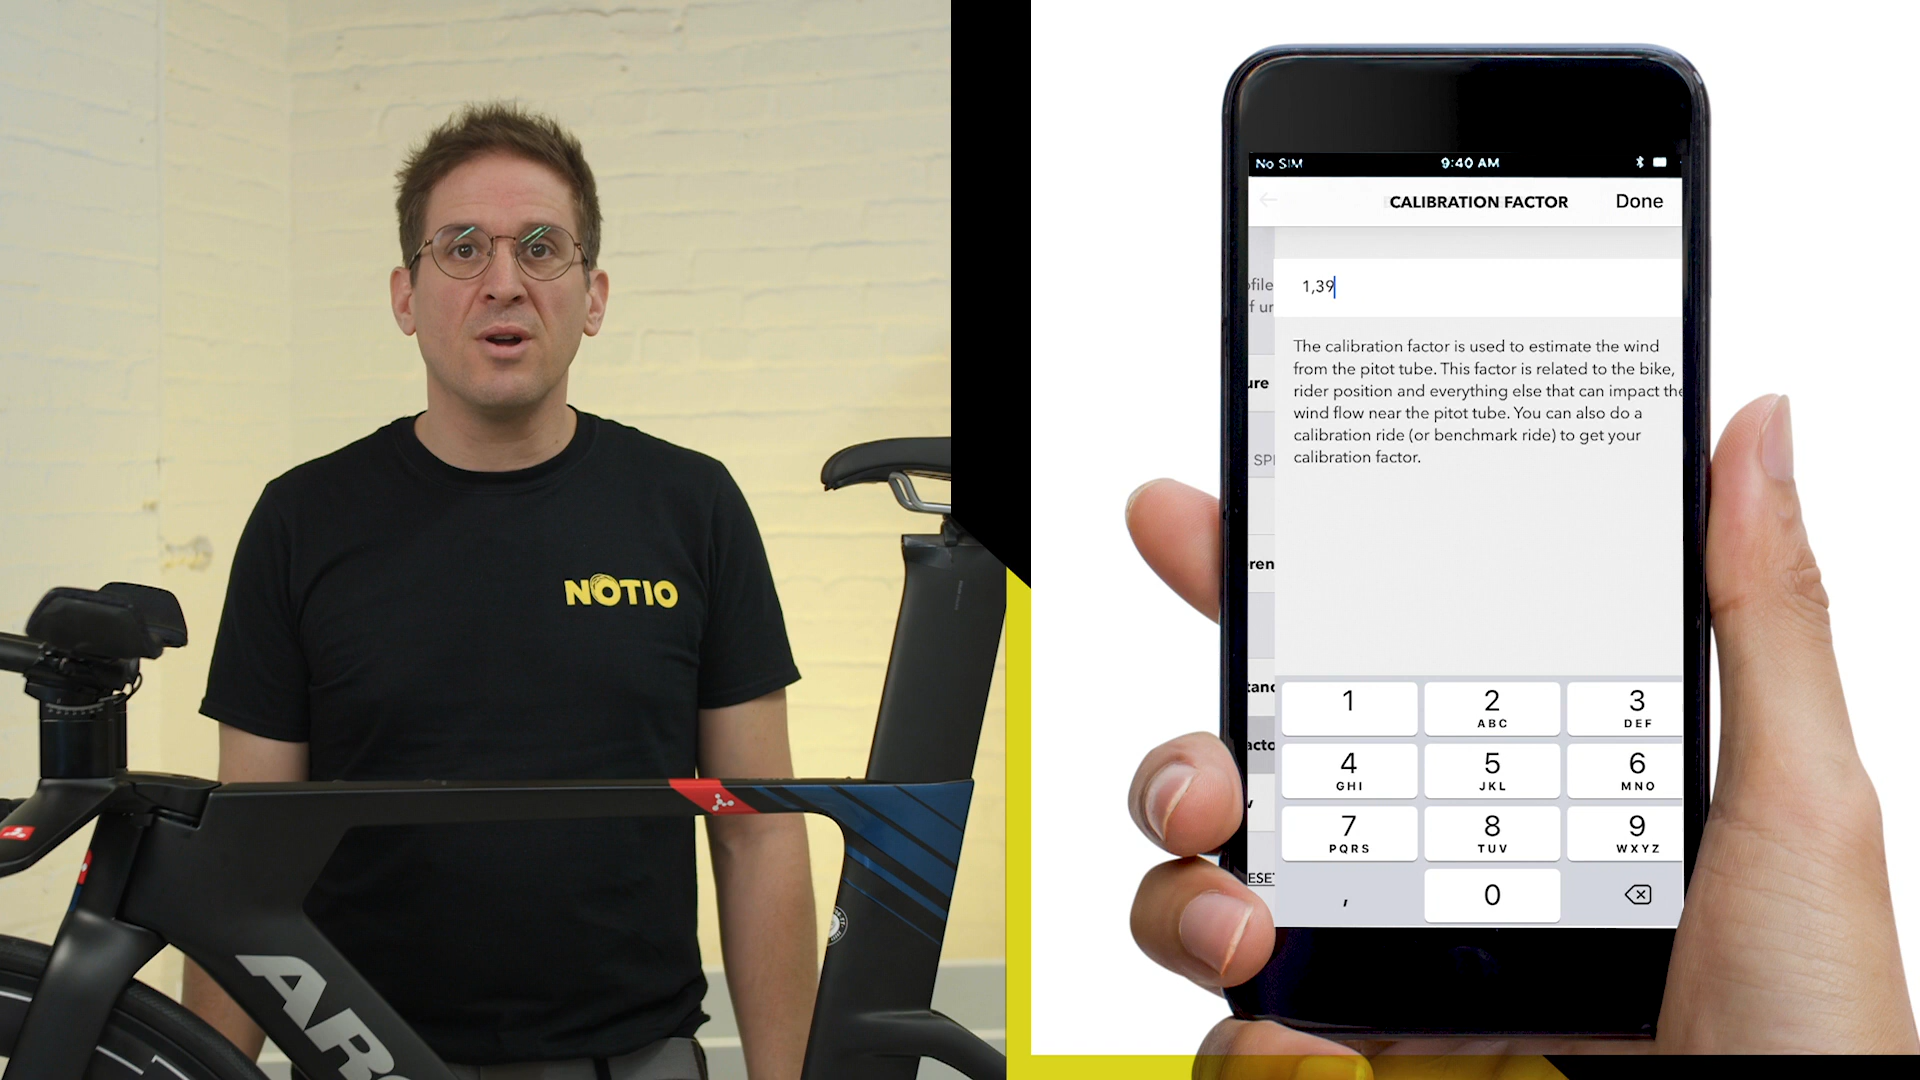 NOTIO
No SIM
9:40 AM
CALIBRATION FACTOR
Done
1,39
The calibration factor is used to estimate the wind
from the pitot tube. This factor is related to the bike,
rider position and everything else that can impact the
wind flow near the pitot tube. You can also do a
calibration ride (or benchmark ride) to get your
calibration factor.
1
2
ABC
3
DEF
4
GHI
5
JKL
6
MNO
7
PQRS
8
TUV
9
WXYZ
,
0